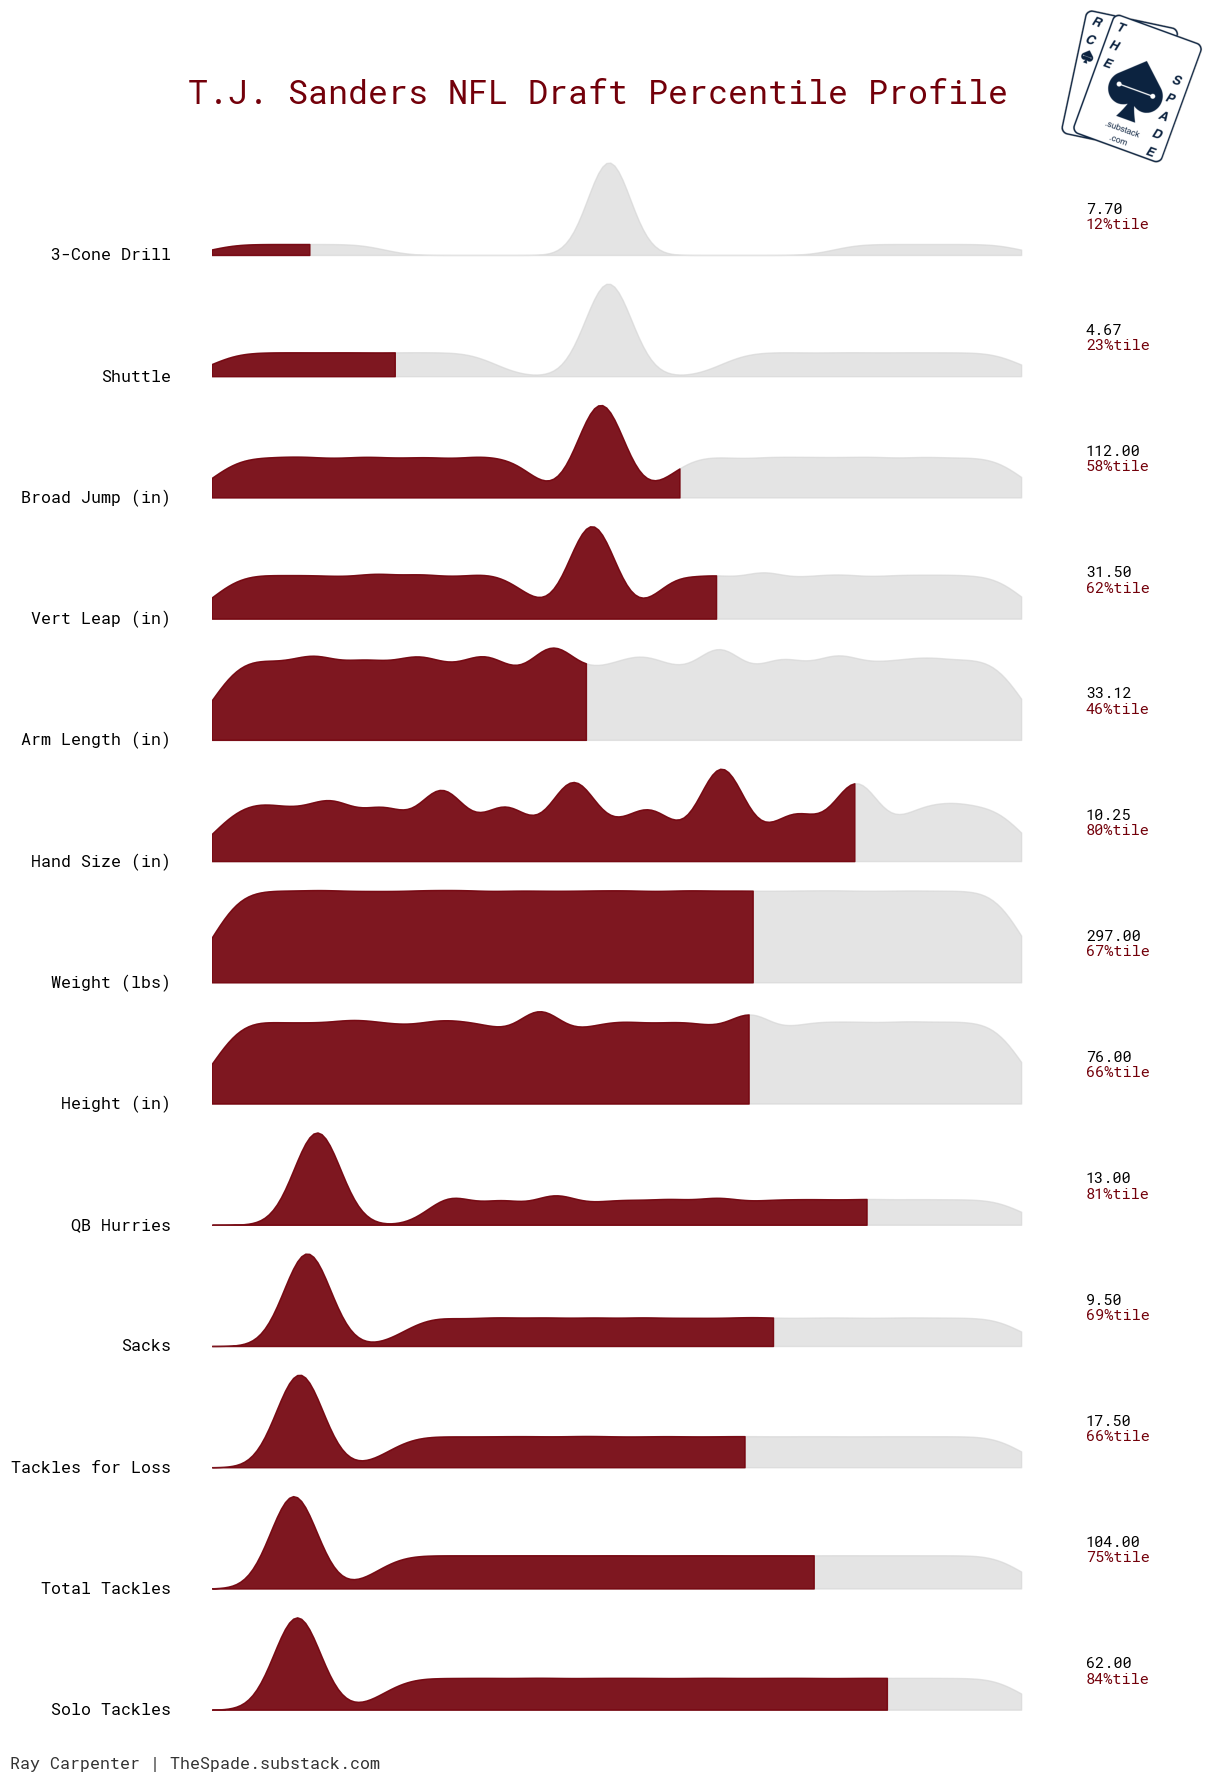 T.J. Sanders NFL Draft Percentile Profile
R
C
THE
SPADE
.substack
.com
3-Cone Drill
7.70
12%tile
Shuttle
4.67
23%tile
Broad Jump (in)
112.00
58%tile
Vert Leap (in)
31.50
62%tile
Arm Length (in)
33.12
46%tile
Hand Size (in)
10.25
80%tile
Weight (lbs)
297.00
67%tile
Height (in)
76.00
66%tile
QB Hurries
13.00
81%tile
Sacks
9.50
69%tile
Tackles for Loss
17.50
66%tile
Total Tackles
104.00
75%tile
Solo Tackles
62.00
84%tile
Ray Carpenter | TheSpade.substack.com